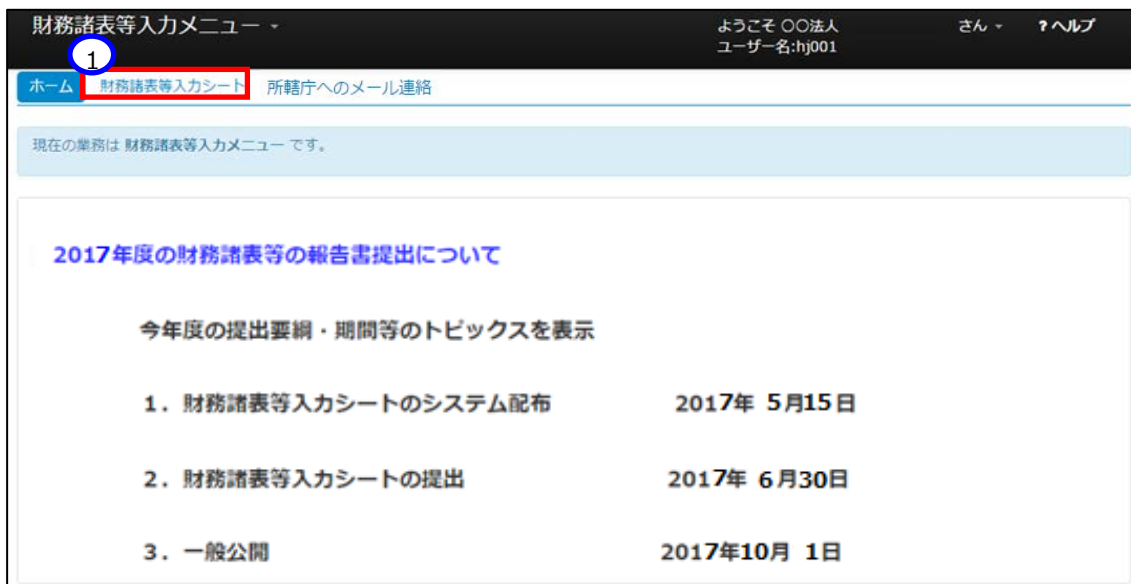 財務諸表等入力メニュー
ようこそ 〇〇法人 さん ? ヘルプ
ユーザー名:hj001
1
ホーム 財務諸表等入力シート 所轄庁へのメール連絡
現在の業務は 財務諸表等入力メニュー です。
2017年度の財務諸表等の報告書提出について
今年度の提出要綱・期間等のトピックスを表示
1．財務諸表等入力シートのシステム配布 2017年 5月15日
2．財務諸表等入力シートの提出 2017年 6月30日
3．一般公開 2017年10月 1日